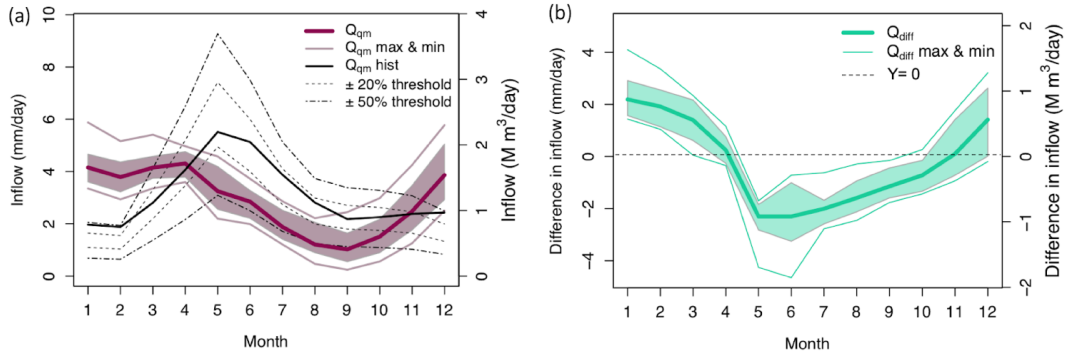 (a)
10
8
6
4
2
0
Inflow (mm/day)
4
3
2
1
0
Inflow (M m³/day)
Qqm
Qqm max & min
Qqm hist
± 20% threshold
± 50% threshold
1 2 3 4 5 6 7 8 9 10 11 12
Month
(b)
4
2
0
−2
−4
Difference in inflow (mm/day)
2
1
0
−1
−2
Difference in inflow (M m³/day)
Qdiff
Qdiff max & min
Y= 0
1 2 3 4 5 6 7 8 9 10 11 12
Month